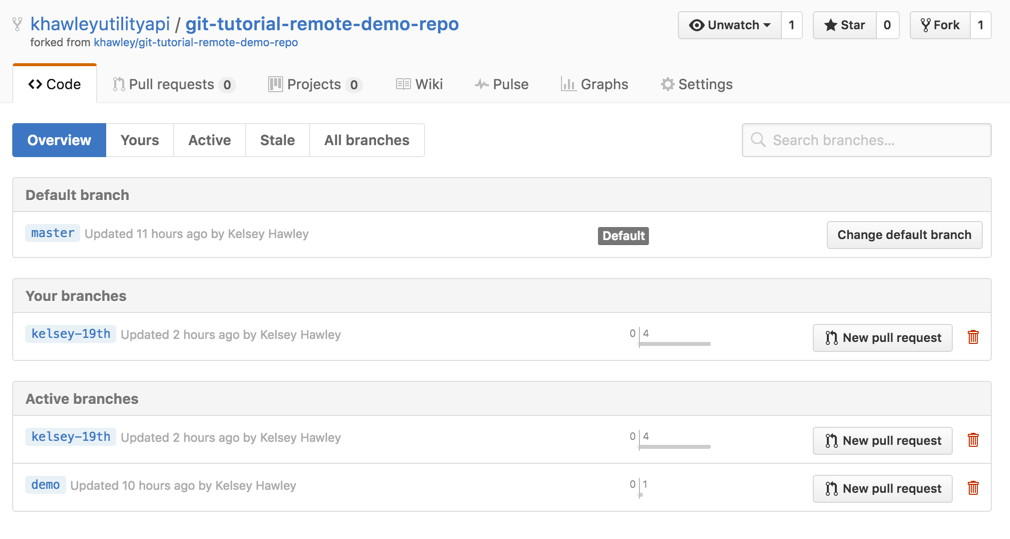 khawleyutilityapi / git-tutorial-remote-demo-repo
Unwatch 1 Star 0 Fork 1
forked from khawley/git-tutorial-remote-demo-repo
<> Code Pull requests 0 Projects 0 Wiki Pulse Graphs Settings
Overview Yours Active Stale All branches Search branches...
Default branch
master Updated 11 hours ago by Kelsey Hawley Default Change default branch
Your branches
kelsey-19th Updated 2 hours ago by Kelsey Hawley 0 4 New pull request
Active branches
kelsey-19th Updated 2 hours ago by Kelsey Hawley 0 4 New pull request
demo Updated 10 hours ago by Kelsey Hawley 0 1 New pull request